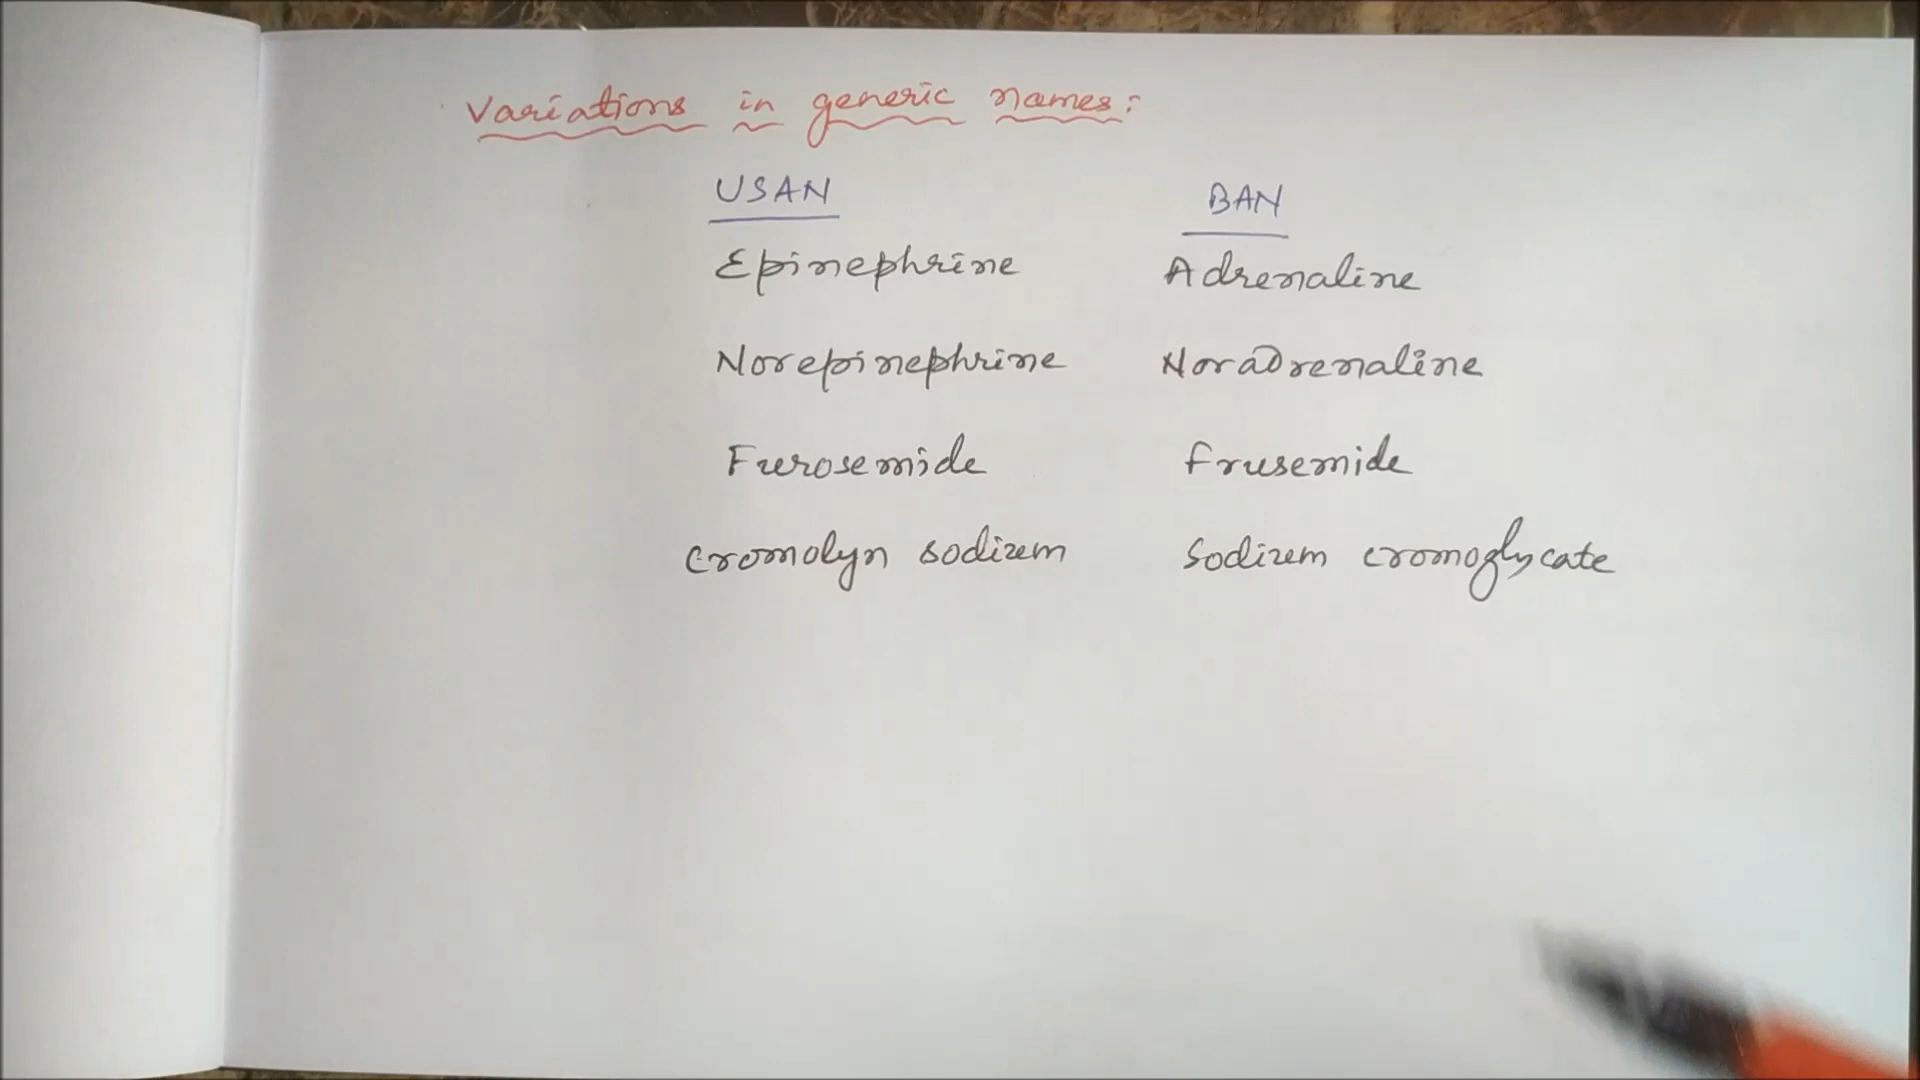 Variations in generic names:
USAN BAN
Epinephrine Adrenaline
Norepinephrine Noradrenaline
Furosemide frusemide
Cromolyn sodium Sodium cromoglycate